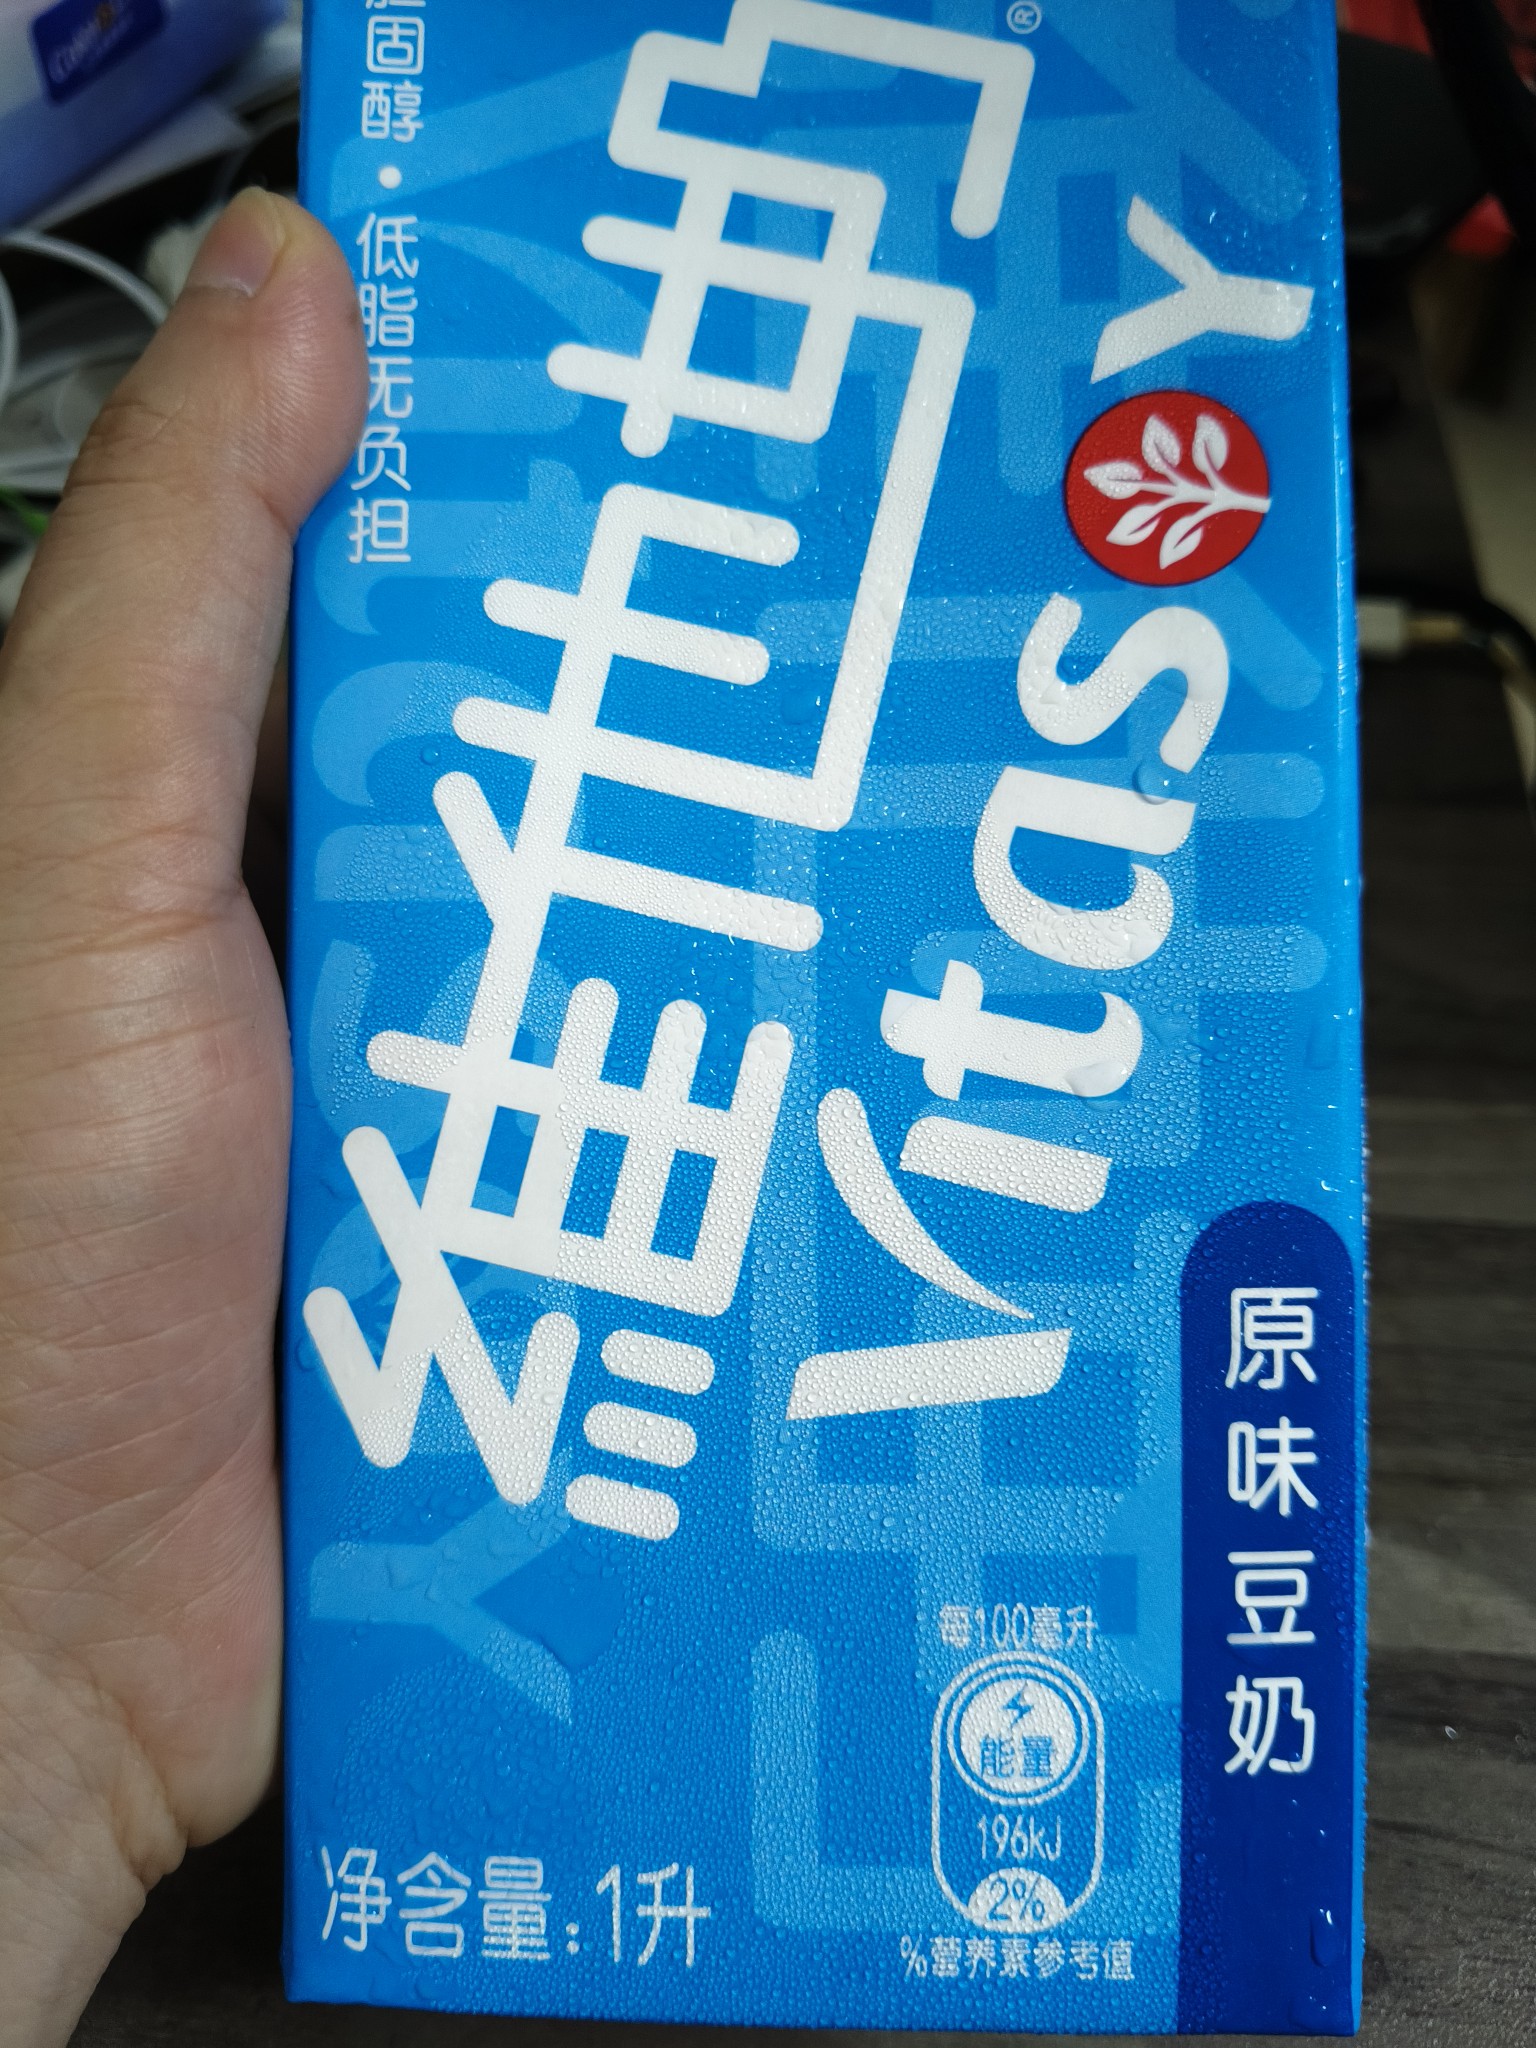 固醇·低脂无负担
維他奶®
Vitasoy
原味豆奶
每100毫升
能量
196kJ
2%
%营养素参考值
净含量:1升